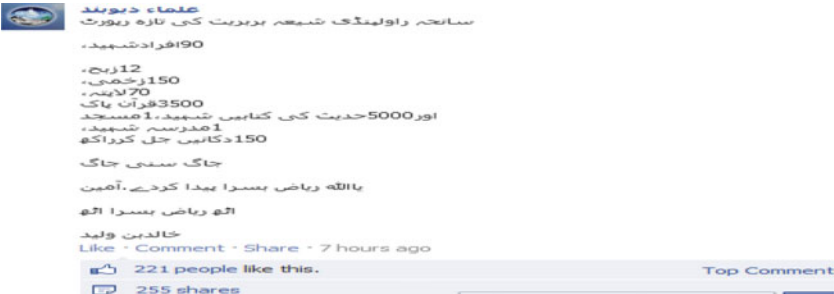 علماء دیوبند
سانحہ راولپنڈی شیعہ بربریت کی تازہ رپورٹ
90افرادشہید،
12زبح،
150زخمی،
70لاپتہ،
3500قرآن پاک
اور5000حدیث کی کتابیں شہید،1مسجد
1مدرسہ شہید،
150دکانیں جل کرراکھ
جاگ سنی جاگ
یااللہ ریاض بسرا پیدا کردے۔آمین
اٹھ ریاض بسرا اٹھ
خالدبن ولید
Like · Comment · Share · 7 hours ago
221 people like this.
Top Comment
255 shares